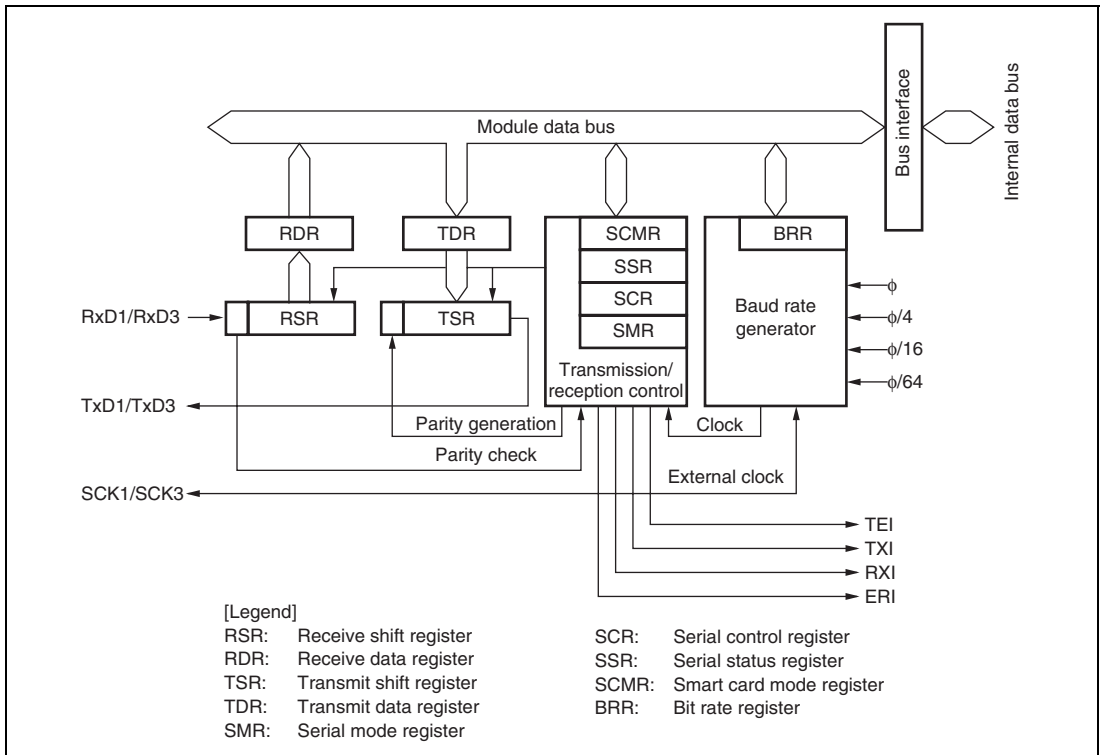 Module data bus
Bus interface
Internal data bus
RDR
TDR
SCMR
BRR
SSR
SCR
SMR
RxD1/RxD3
RSR
TSR
Baud rate
generator
φ
φ/4
φ/16
φ/64
Transmission/
reception control
TxD1/TxD3
Parity generation
Clock
Parity check
External clock
SCK1/SCK3
TEI
TXI
RXI
ERI
[Legend]
RSR: Receive shift register
RDR: Receive data register
TSR: Transmit shift register
TDR: Transmit data register
SMR: Serial mode register
SCR: Serial control register
SSR: Serial status register
SCMR: Smart card mode register
BRR: Bit rate register